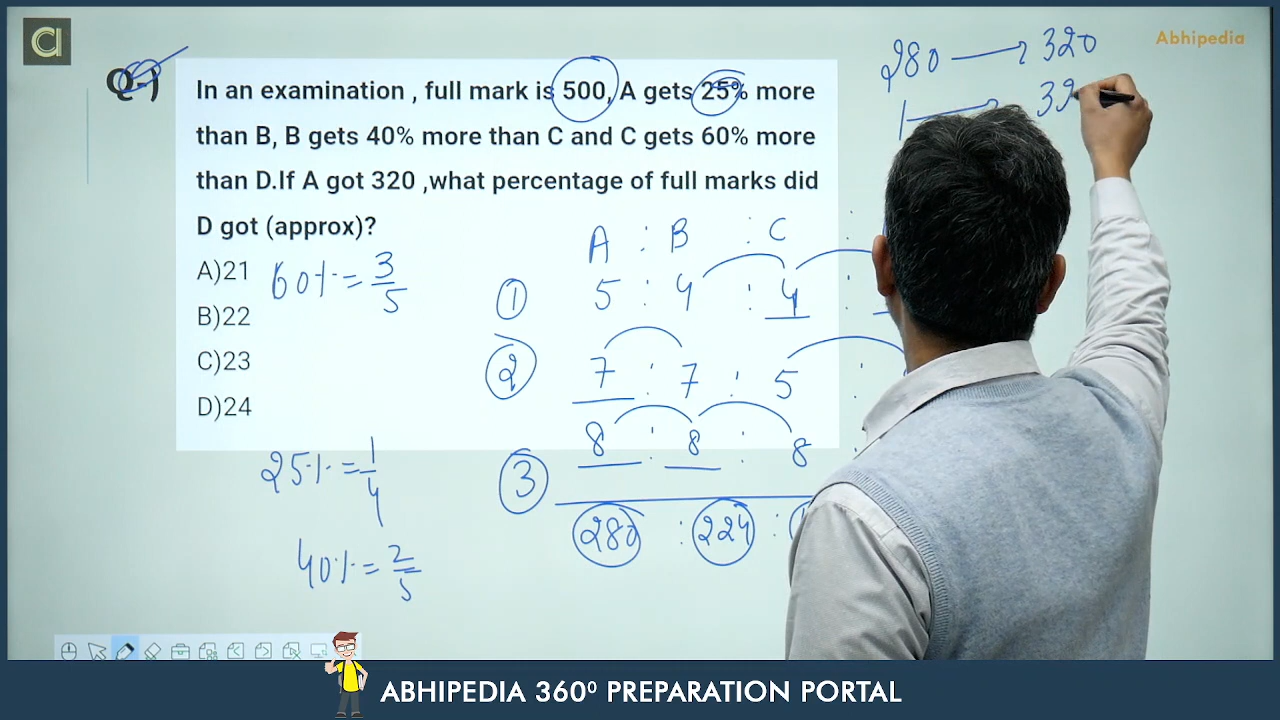 Abhipedia
Q-1
In an examination , full mark is 500, A gets 25% more
than B, B gets 40% more than C and C gets 60% more
than D.If A got 320 ,what percentage of full marks did
D got (approx)?
A)21
B)22
C)23
D)24
60% = 3/5
25% = 1/4
40% = 2/5
280 → 320
1 →
A : B : C :
① 5 : 4 : 4 :
② 7 : 7 : 5 :
③ 8 : 8 : 8 :
280 : 224 :
ABHIPEDIA 360⁰ PREPARATION PORTAL